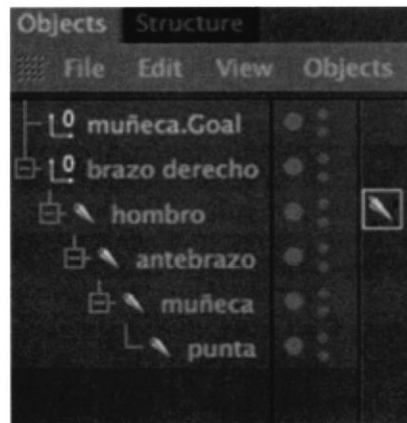 Objects Structure
File Edit View Objects
muñeca.Goal
brazo derecho
hombro
antebrazo
muñeca
punta